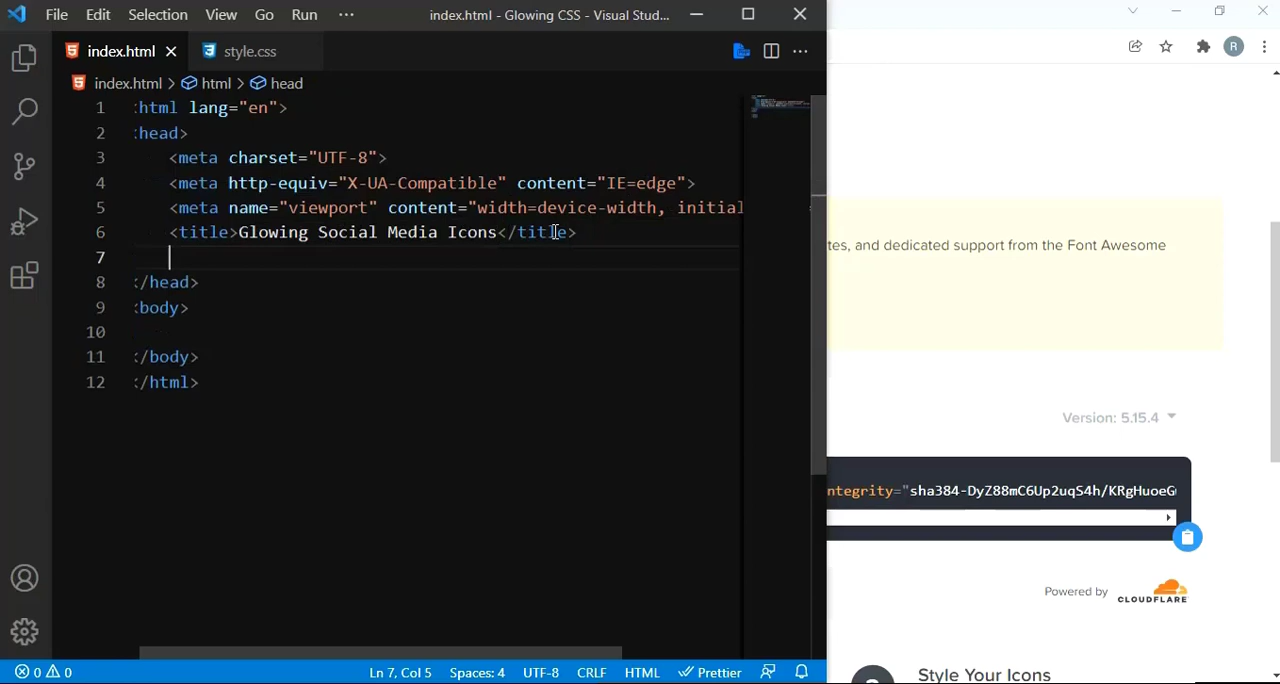 File Edit Selection View Go Run ··· index.html - Glowing CSS - Visual Stud...
index.html style.css
index.html > html > head
1 html lang="en">
2 head>
3 <meta charset="UTF-8">
4 <meta http-equiv="X-UA-Compatible" content="IE=edge">
5 <meta name="viewport" content="width=device-width, initial
6 <title>Glowing Social Media Icons</title>
7
8 </head>
9 body>
10
11 </body>
12 </html>
0 0 Ln 7, Col 5 Spaces: 4 UTF-8 CRLF HTML Prettier
R
tes, and dedicated support from the Font Awesome
Version: 5.15.4
ntegrity="sha384-DyZ88mC6Up2uqS4h/KRgHuoeG
Powered by CLOUDFLARE
Style Your Icons